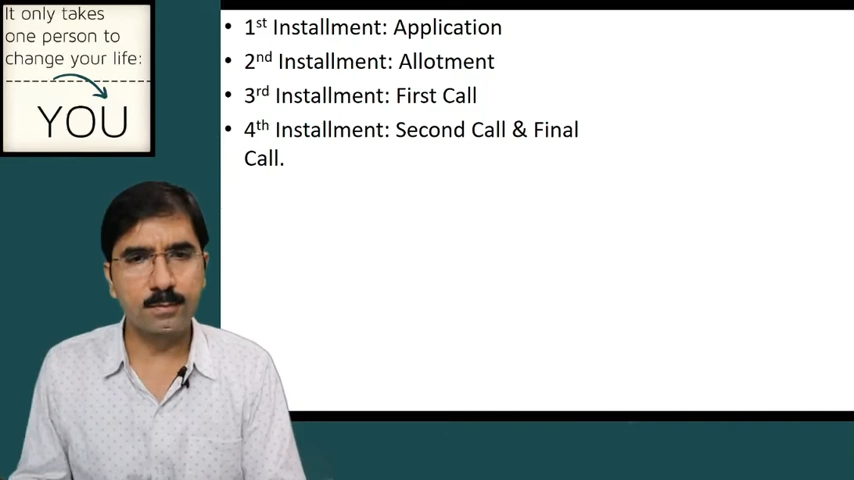 It only takes
one person to
change your life:
YOU
• 1st Installment: Application
• 2nd Installment: Allotment
• 3rd Installment: First Call
• 4th Installment: Second Call & Final
Call.